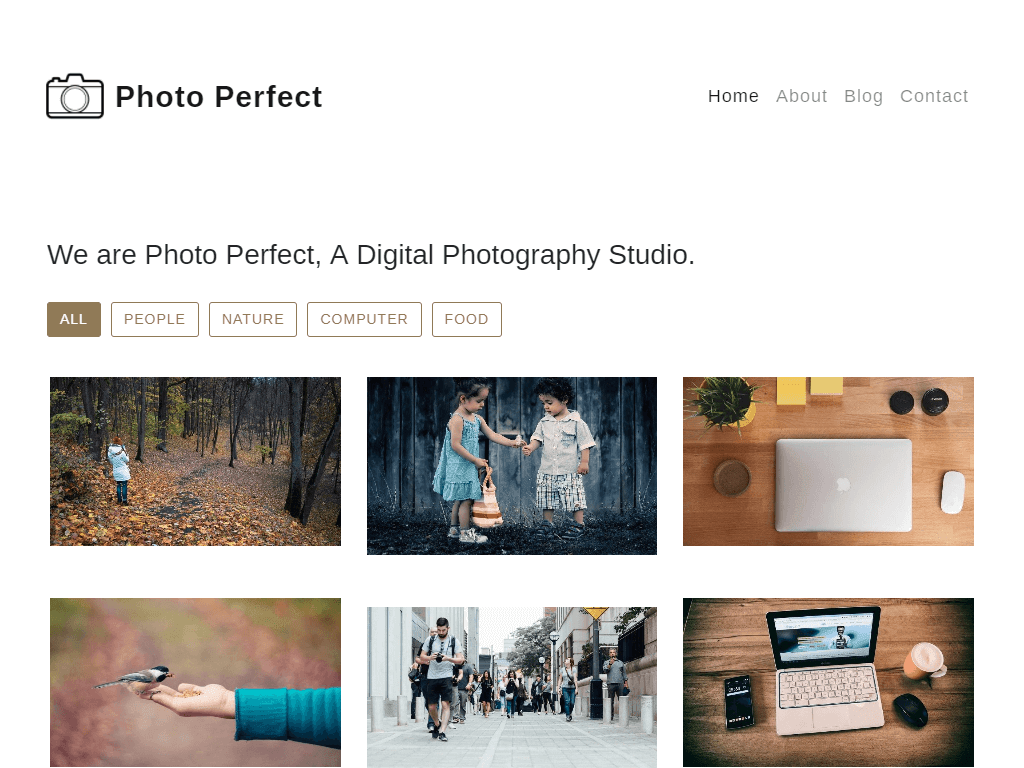 Photo Perfect
Home About Blog Contact
We are Photo Perfect, A Digital Photography Studio.
ALL PEOPLE NATURE COMPUTER FOOD